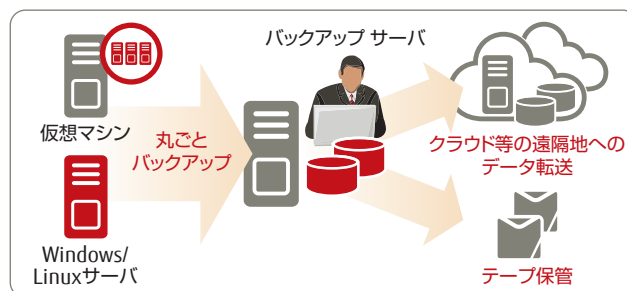 バックアップ サーバ
仮想マシン
丸ごと
バックアップ
Windows/
Linuxサーバ
クラウド等の遠隔地への
データ転送
テープ保管